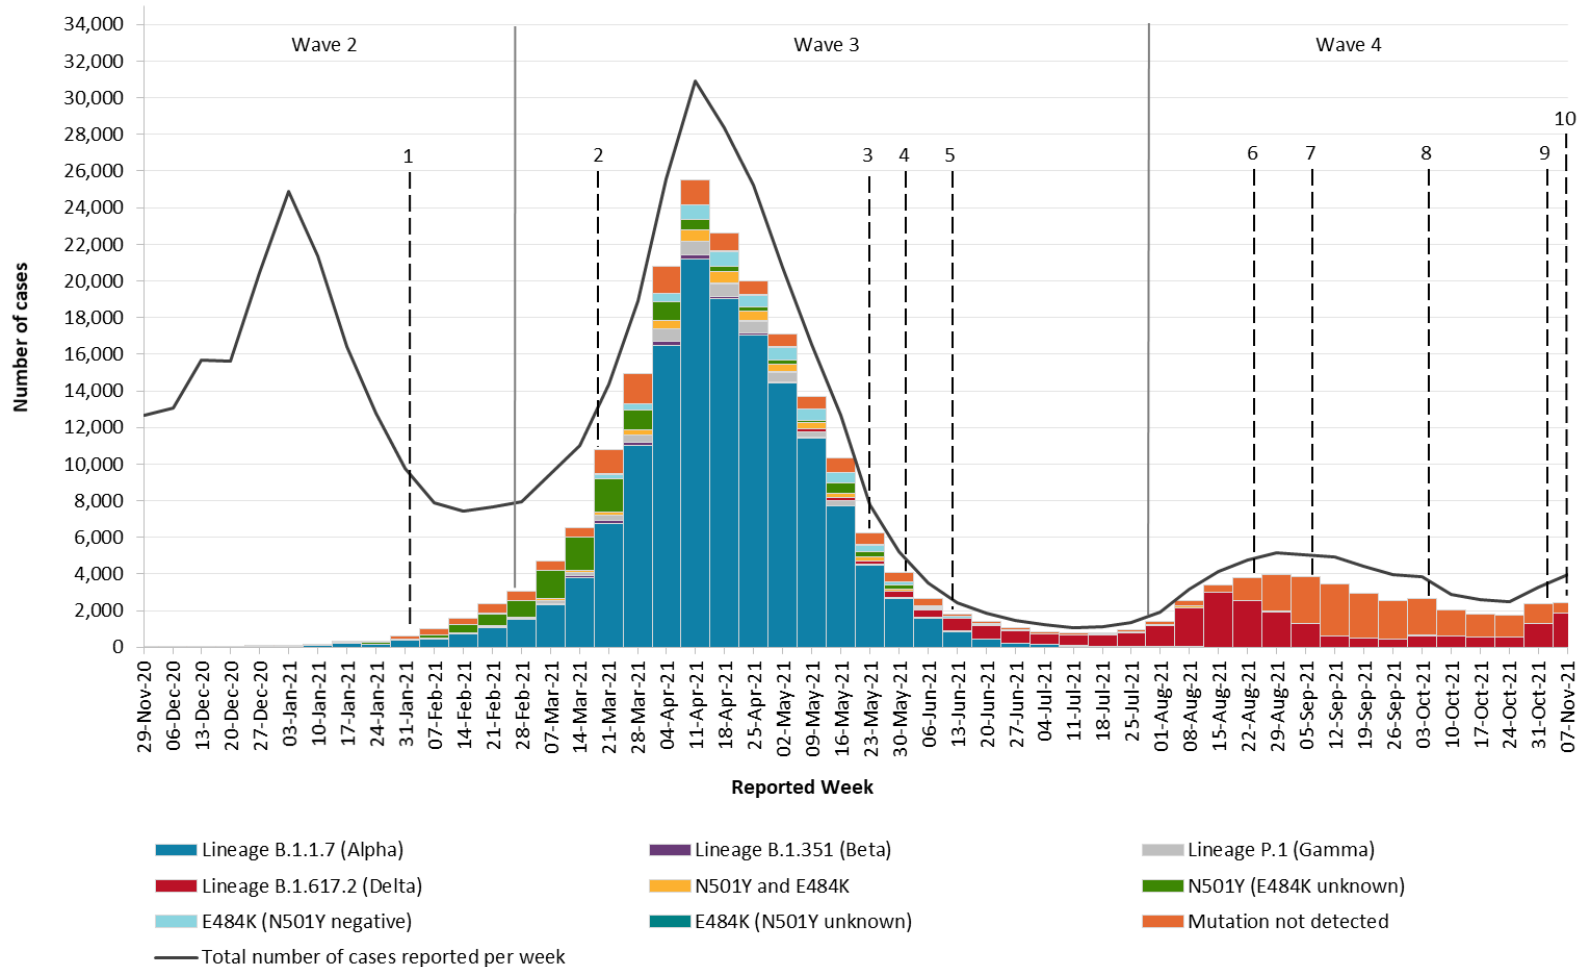 34,000
32,000
30,000
28,000
26,000
24,000
22,000
20,000
18,000
16,000
14,000
12,000
10,000
8,000
6,000
4,000
2,000
0
Number of cases
Wave 2
Wave 3
Wave 4
1
2
3
4
5
6
7
8
9
10
29-Nov-20
06-Dec-20
13-Dec-20
20-Dec-20
27-Dec-20
03-Jan-21
10-Jan-21
17-Jan-21
24-Jan-21
31-Jan-21
07-Feb-21
14-Feb-21
21-Feb-21
28-Feb-21
07-Mar-21
14-Mar-21
21-Mar-21
28-Mar-21
04-Apr-21
11-Apr-21
18-Apr-21
25-Apr-21
02-May-21
09-May-21
16-May-21
23-May-21
30-May-21
06-Jun-21
13-Jun-21
20-Jun-21
27-Jun-21
04-Jul-21
11-Jul-21
18-Jul-21
25-Jul-21
01-Aug-21
08-Aug-21
15-Aug-21
22-Aug-21
29-Aug-21
05-Sep-21
12-Sep-21
19-Sep-21
26-Sep-21
03-Oct-21
10-Oct-21
17-Oct-21
24-Oct-21
31-Oct-21
07-Nov-21
Reported Week
Lineage B.1.1.7 (Alpha)
Lineage B.1.351 (Beta)
Lineage P.1 (Gamma)
Lineage B.1.617.2 (Delta)
N501Y and E484K
N501Y (E484K unknown)
E484K (N501Y negative)
E484K (N501Y unknown)
Mutation not detected
Total number of cases reported per week